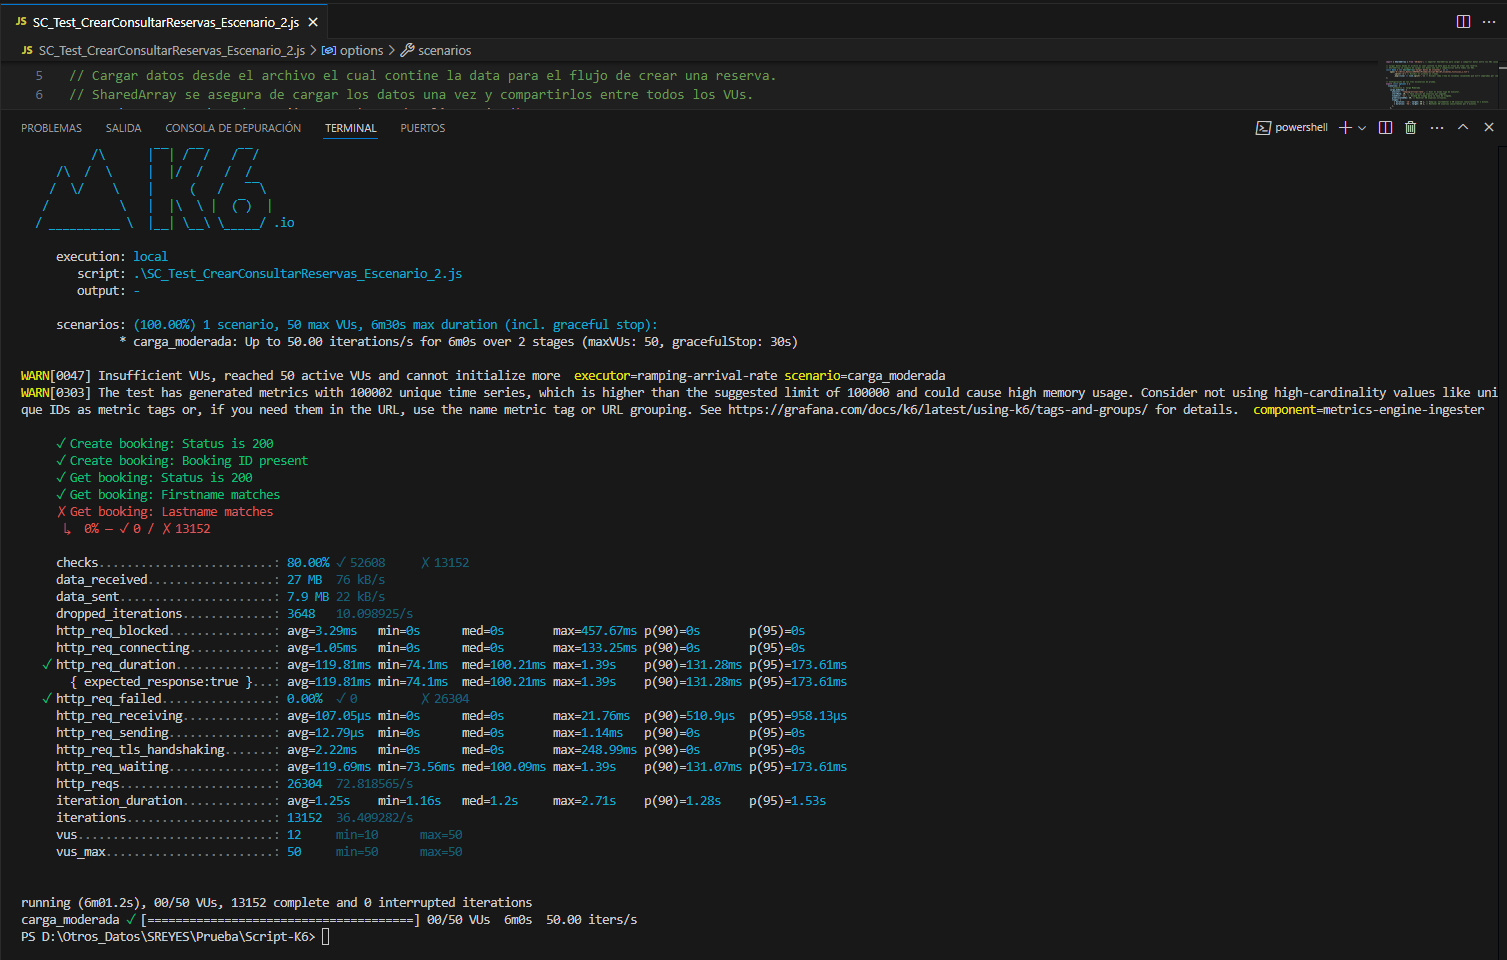 JS SC_Test_CrearConsultarReservas_Escenario_2.js ✕
JS SC_Test_CrearConsultarReservas_Escenario_2.js > options > scenarios
5 // Cargar datos desde el archivo el cual contine la data para el flujo de crear una reserva.
6 // SharedArray se asegura de cargar los datos una vez y compartirlos entre todos los VUs.
PROBLEMAS SALIDA CONSOLA DE DEPURACIÓN TERMINAL PUERTOS powershell
K6
.io
execution: local
script: .\SC_Test_CrearConsultarReservas_Escenario_2.js
output: -
scenarios: (100.00%) 1 scenario, 50 max VUs, 6m30s max duration (incl. graceful stop):
* carga_moderada: Up to 50.00 iterations/s for 6m0s over 2 stages (maxVUs: 50, gracefulStop: 30s)
WARN[0047] Insufficient VUs, reached 50 active VUs and cannot initialize more  executor=ramping-arrival-rate scenario=carga_moderada
WARN[0303] The test has generated metrics with 100002 unique time series, which is higher than the suggested limit of 100000 and could cause high memory usage. Consider not using high-cardinality values like uni
que IDs as metric tags or, if you need them in the URL, use the name metric tag or URL grouping. See https://grafana.com/docs/k6/latest/using-k6/tags-and-groups/ for details.  component=metrics-engine-ingester
✓ Create booking: Status is 200
✓ Create booking: Booking ID present
✓ Get booking: Status is 200
✓ Get booking: Firstname matches
✗ Get booking: Lastname matches
↳  0% — ✓ 0 / ✗ 13152
checks.........................: 80.00% ✓ 52608 ✗ 13152
data_received..................: 27 MB 76 kB/s
data_sent......................: 7.9 MB 22 kB/s
dropped_iterations.............: 3648 10.098925/s
http_req_blocked...............: avg=3.29ms min=0s med=0s max=457.67ms p(90)=0s p(95)=0s
http_req_connecting............: avg=1.05ms min=0s med=0s max=133.25ms p(90)=0s p(95)=0s
✓ http_req_duration..............: avg=119.81ms min=74.1ms med=100.21ms max=1.39s p(90)=131.28ms p(95)=173.61ms
{ expected_response:true }...: avg=119.81ms min=74.1ms med=100.21ms max=1.39s p(90)=131.28ms p(95)=173.61ms
✓ http_req_failed................: 0.00% ✓ 0 ✗ 26304
http_req_receiving.............: avg=107.05µs min=0s med=0s max=21.76ms p(90)=510.9µs p(95)=958.13µs
http_req_sending...............: avg=12.79µs min=0s med=0s max=1.14ms p(90)=0s p(95)=0s
http_req_tls_handshaking.......: avg=2.22ms min=0s med=0s max=248.99ms p(90)=0s p(95)=0s
http_req_waiting...............: avg=119.69ms min=73.56ms med=100.09ms max=1.39s p(90)=131.07ms p(95)=173.61ms
http_reqs......................: 26304 72.818565/s
iteration_duration.............: avg=1.25s min=1.16s med=1.2s max=2.71s p(90)=1.28s p(95)=1.53s
iterations.....................: 13152 36.409282/s
vus............................: 12 min=10 max=50
vus_max........................: 50 min=50 max=50
running (6m01.2s), 00/50 VUs, 13152 complete and 0 interrupted iterations
carga_moderada ✓ [======================================] 00/50 VUs  6m0s  50.00 iters/s
PS D:\Otros_Datos\SREYES\Prueba\Script-K6>